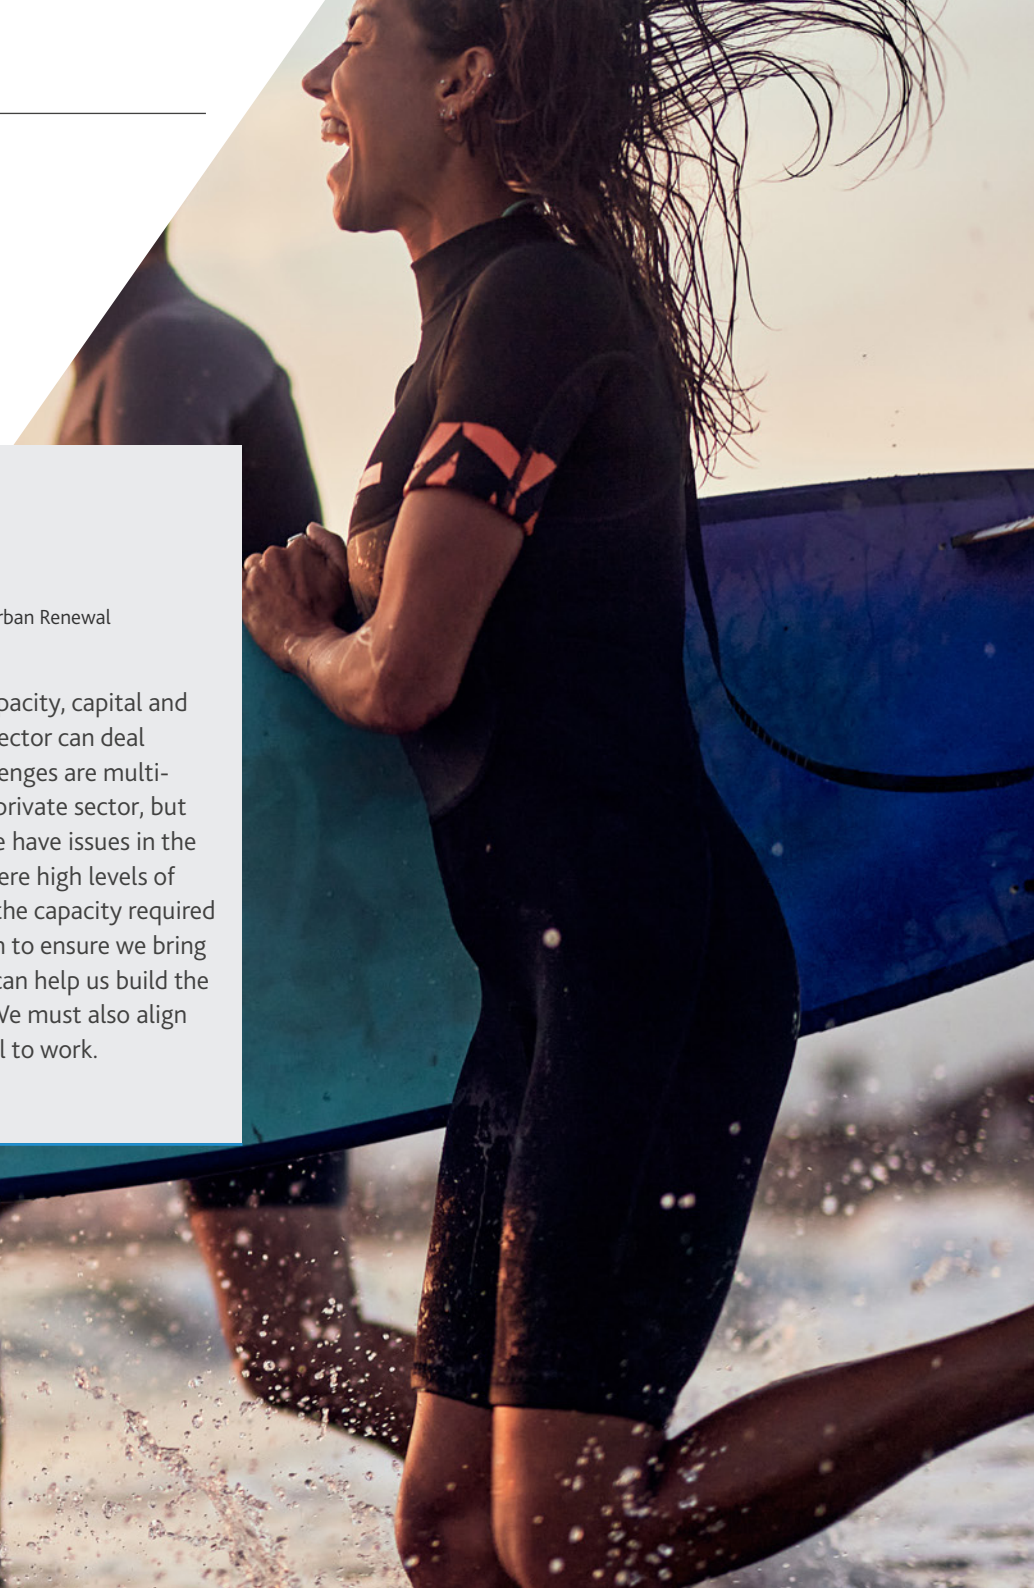 rban Renewal
pacity, capital and
ector can deal
enges are multi-
private sector, but
e have issues in the
ere high levels of
the capacity required
n to ensure we bring
can help us build the
We must also align
l to work.